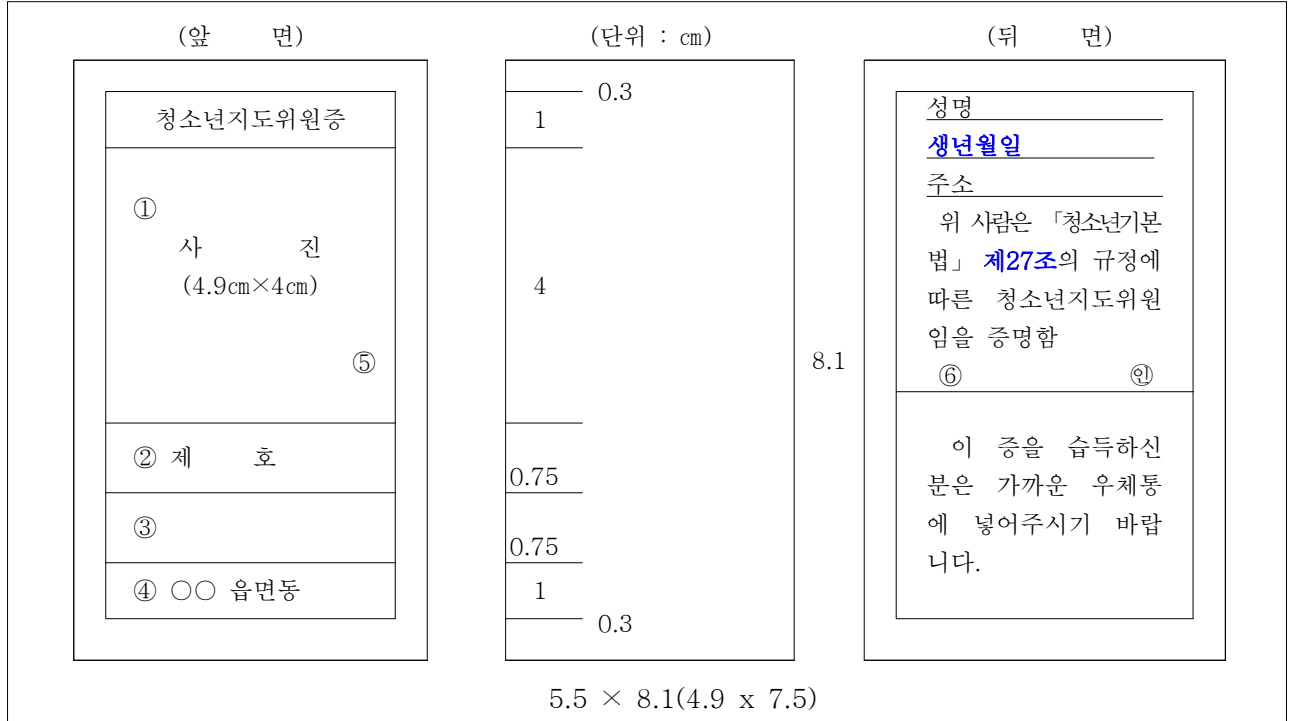 (앞 면)
청소년지도위원증
①
사 진
(4.9㎝×4㎝)
⑤
② 제 호
③
④ ○○ 읍면동
(단위 : ㎝)
0.3
1
4
0.75
0.75
1
0.3
8.1
(뒤 면)
성명
생년월일
주소
위 사람은 「청소년기본
법」 제27조의 규정에
따른 청소년지도위원
임을 증명함
⑥ ㉑
이 증을 습득하신
분은 가까운 우체통
에 넣어주시기 바랍
니다.
5.5 × 8.1(4.9 x 7.5)